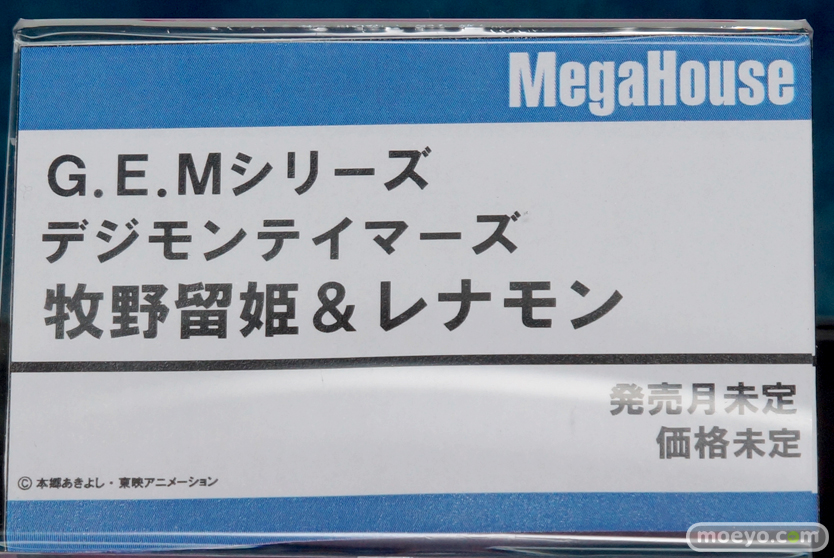 MegaHouse
G.E.Mシリーズ
デジモンテイマーズ
牧野留姫＆レナモン
発売月未定
価格未定
© 本郷あきよし・東映アニメーション
moeyo.com